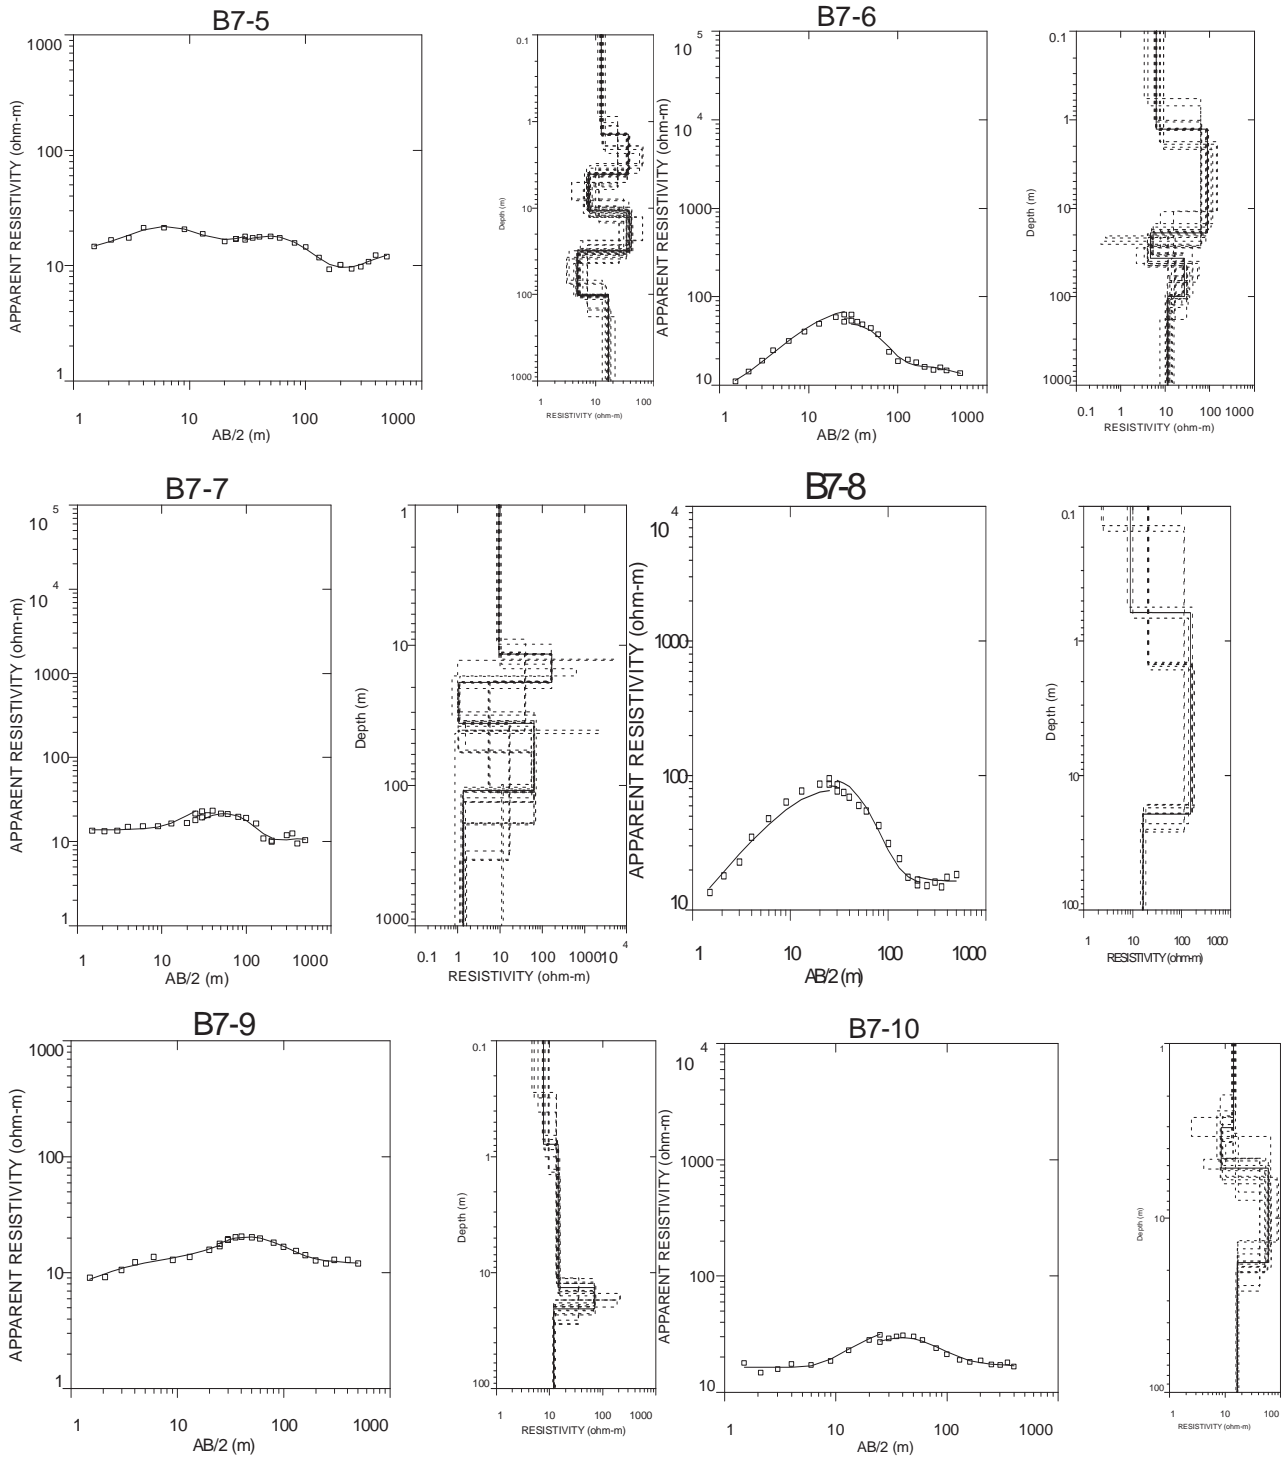 B7-5
1000
100
10
1
APPARENT RESISTIVITY (ohm-m)
1 10 100 1000
AB/2 (m)
0.1
1
10
100
1000
Depth (m)
1 10 100
RESISTIVITY (ohm-m)
B7-6
10 5
10 4
1000
100
10
APPARENT RESISTIVITY (ohm-m)
1 10 100 1000
AB/2 (m)
0.1
1
10
100
1000
Depth (m)
0.1 1 10 100 1000
RESISTIVITY (ohm-m)
B7-7
10 5
10 4
1000
100
10
1
APPARENT RESISTIVITY (ohm-m)
1 10 100 1000
AB/2 (m)
1
10
100
1000
Depth (m)
0.1 1 10 100 1000 10 4
RESISTIVITY (ohm-m)
B7-8
10 4
1000
100
10
APPARENT RESISTIVITY (ohm-m)
1 10 100 1000
AB/2 (m)
0.1
1
10
100
Depth (m)
1 10 100 1000
RESISTIVITY (ohm-m)
B7-9
1000
100
10
1
APPARENT RESISTIVITY (ohm-m)
1 10 100 1000
AB/2 (m)
0.1
1
10
100
Depth (m)
1 10 100 1000
RESISTIVITY (ohm-m)
B7-10
10 4
1000
100
10
APPARENT RESISTIVITY (ohm-m)
1 10 100 1000
AB/2 (m)
1
10
100
Depth (m)
1 10 100
RESISTIVITY (ohm-m)